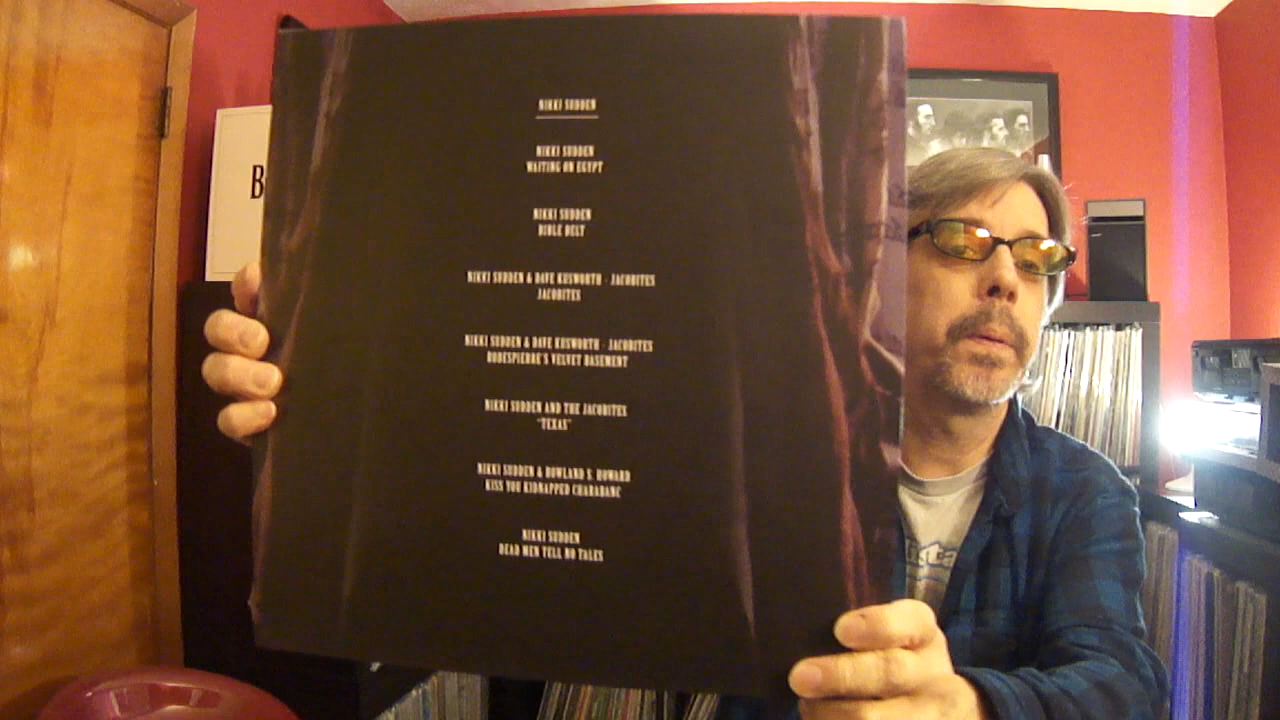 NIKKI SUDDEN
NIKKI SUDDEN
WAITING ON EGYPT
NIKKI SUDDEN
BIBLE BELT
NIKKI SUDDEN & DAVE KUSWORTH - JACOBITES
JACOBITES
NIKKI SUDDEN & DAVE KUSWORTH - JACOBITES
ROBESPIERRE'S VELVET BASEMENT
NIKKI SUDDEN AND THE JACOBITES
"TEXAS"
NIKKI SUDDEN & ROWLAND S. HOWARD
KISS YOU KIDNAPPED CHARABANC
NIKKI SUDDEN
DEAD MEN TELL NO TALES
B